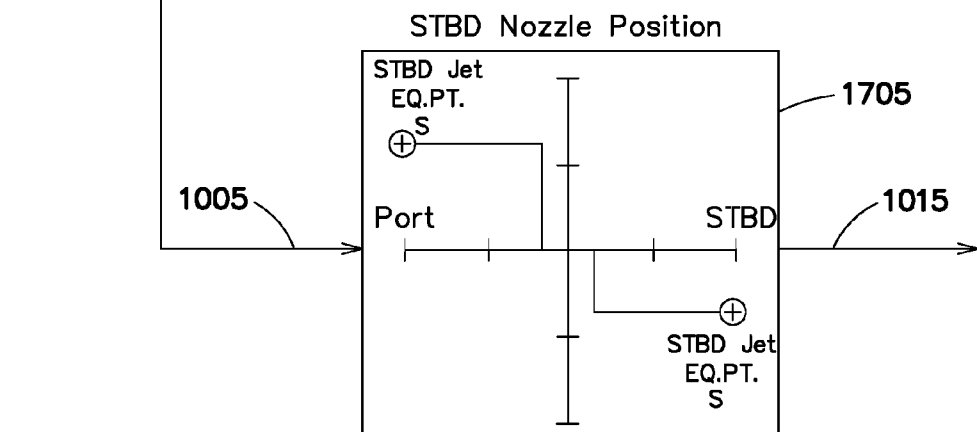 STBD Nozzle Position
STBD Jet
EQ.PT.
S
1705
1005
Port
STBD
1015
STBD Jet
EQ.PT.
S